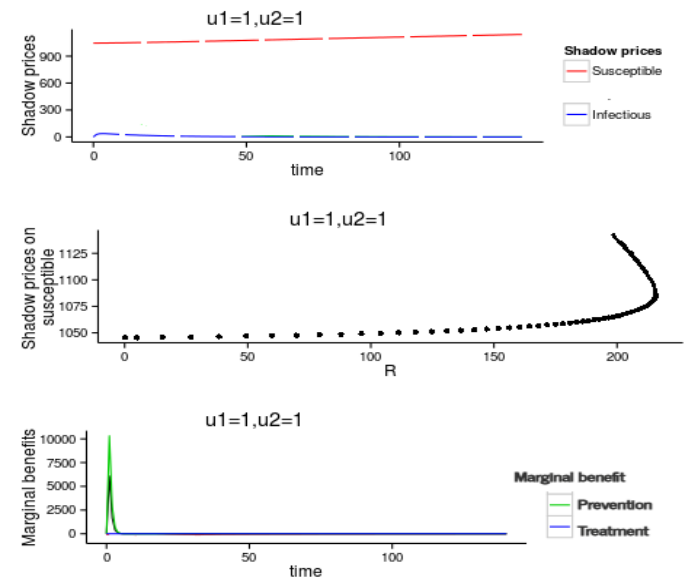 u1=1,u2=1
Shadow prices
900
600
300
0
0
50
100
time
Shadow prices
Susceptible
Infectious
u1=1,u2=1
Shadow prices on
susceptible
1125
1100
1075
1050
0
50
100
150
200
R
u1=1,u2=1
Marginal benefits
10000
7500
5000
2500
0
0
50
100
time
Marginal benefit
Prevention
Treatment